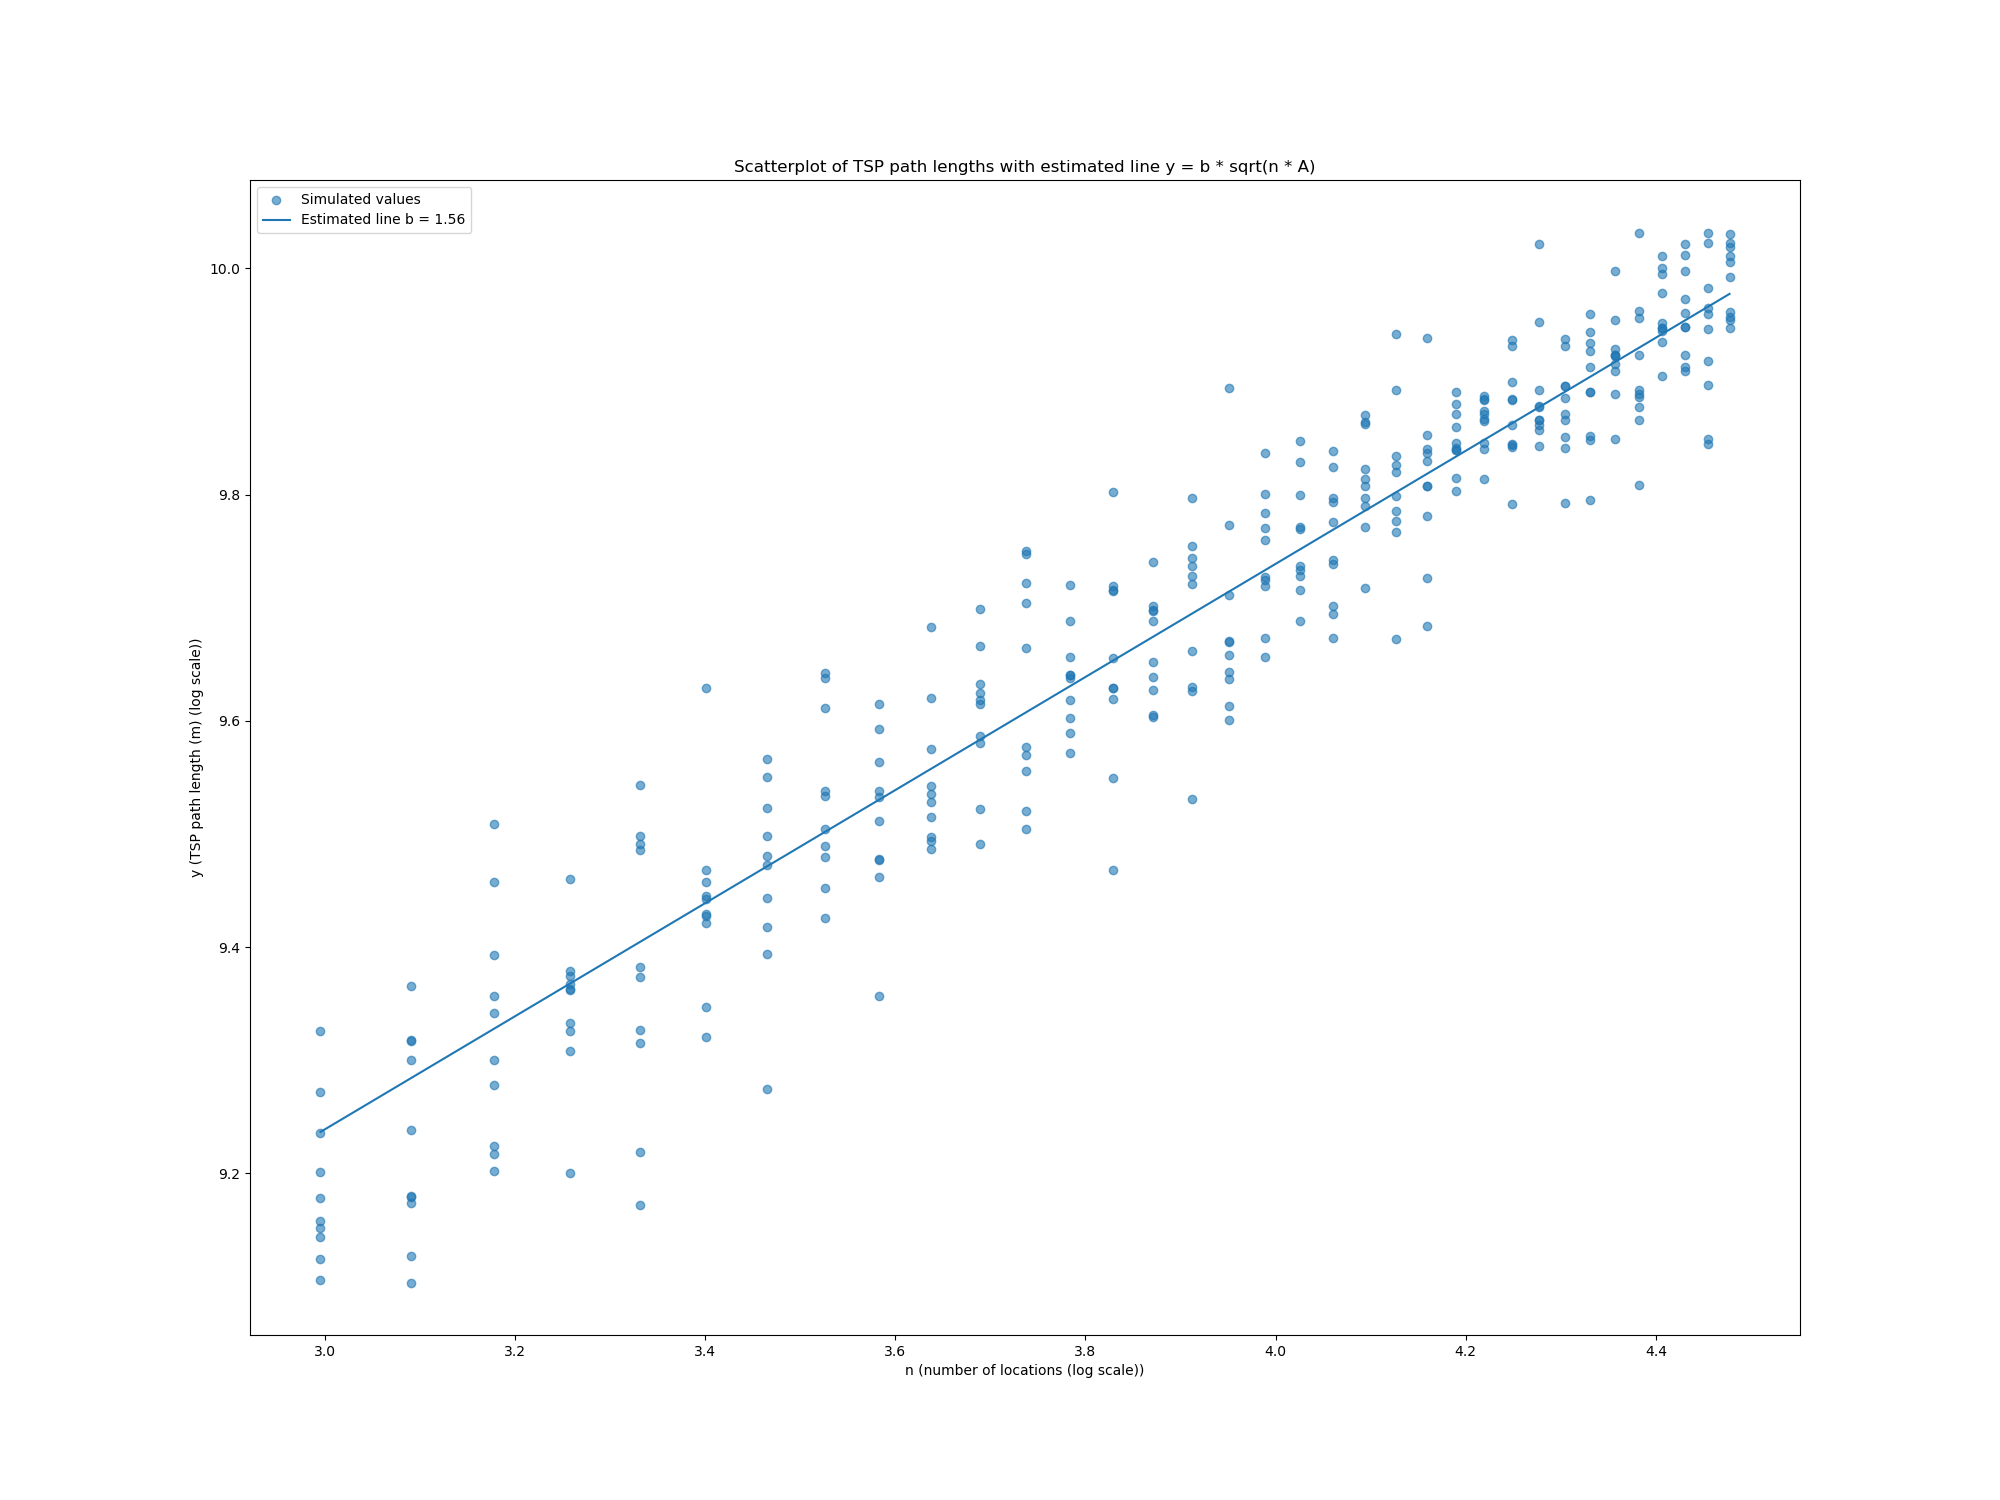 Scatterplot of TSP path lengths with estimated line y = b * sqrt(n * A)
Simulated values
Estimated line b = 1.56
10.0
9.8
9.6
9.4
9.2
y (TSP path length (m) (log scale))
3.0 3.2 3.4 3.6 3.8 4.0 4.2 4.4
n (number of locations (log scale))